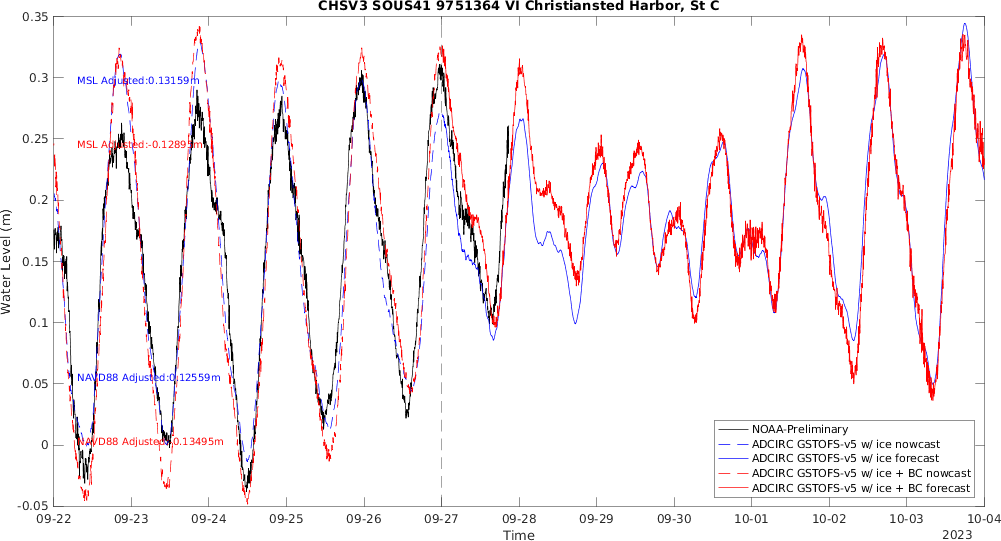 CHSV3 SOUS41 9751364 VI Christiansted Harbor, St C
0.35
0.3
0.25
0.2
0.15
0.1
0.05
0
-0.05
Water Level (m)
MSL Adjusted:0.13159m
MSL Adjusted:-0.12895m
NAVD88 Adjusted:0.12559m
NAVD88 Adjusted:-0.13495m
NOAA-Preliminary
ADCIRC GSTOFS-v5 w/ ice nowcast
ADCIRC GSTOFS-v5 w/ ice forecast
ADCIRC GSTOFS-v5 w/ ice + BC nowcast
ADCIRC GSTOFS-v5 w/ ice + BC forecast
09-22 09-23 09-24 09-25 09-26 09-27 09-28 09-29 09-30 10-01 10-02 10-03 10-04
Time
2023